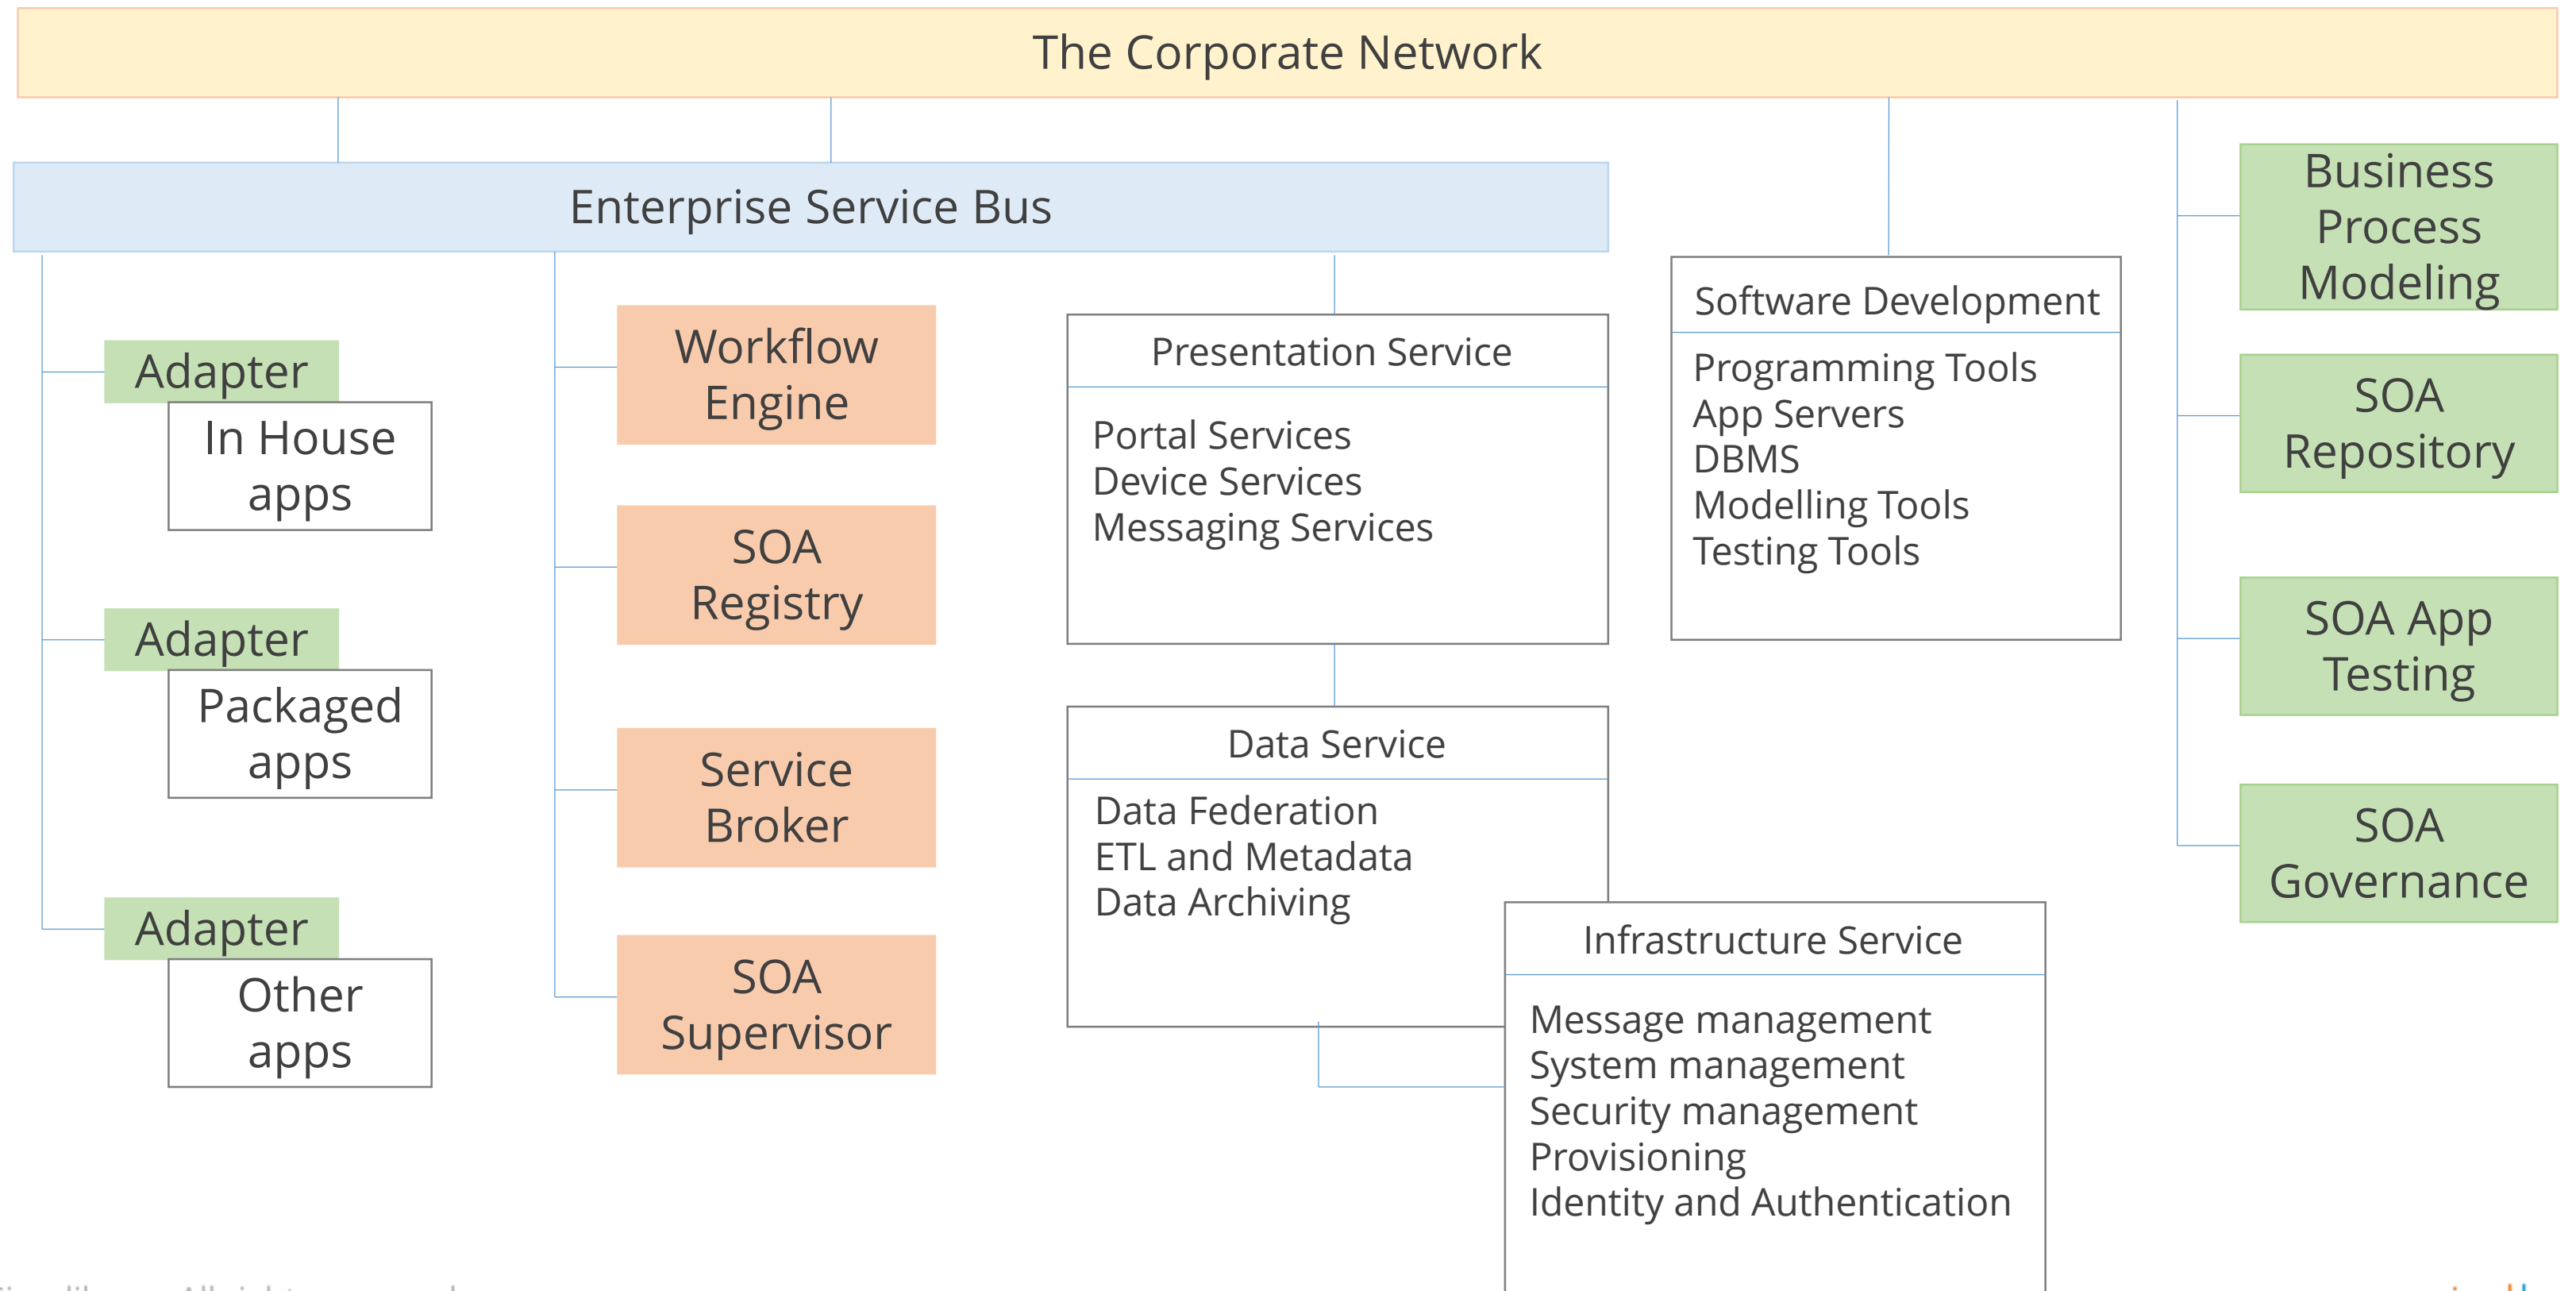 The Corporate Network
Enterprise Service Bus
Adapter
In House
apps
Adapter
Packaged
apps
Adapter
Other
apps
Workflow
Engine
SOA
Registry
Service
Broker
SOA
Supervisor
Presentation Service
Portal Services
Device Services
Messaging Services
Data Service
Data Federation
ETL and Metadata
Data Archiving
Infrastructure Service
Message management
System management
Security management
Provisioning
Identity and Authentication
Software Development
Programming Tools
App Servers
DBMS
Modelling Tools
Testing Tools
Business
Process
Modeling
SOA
Repository
SOA App
Testing
SOA
Governance